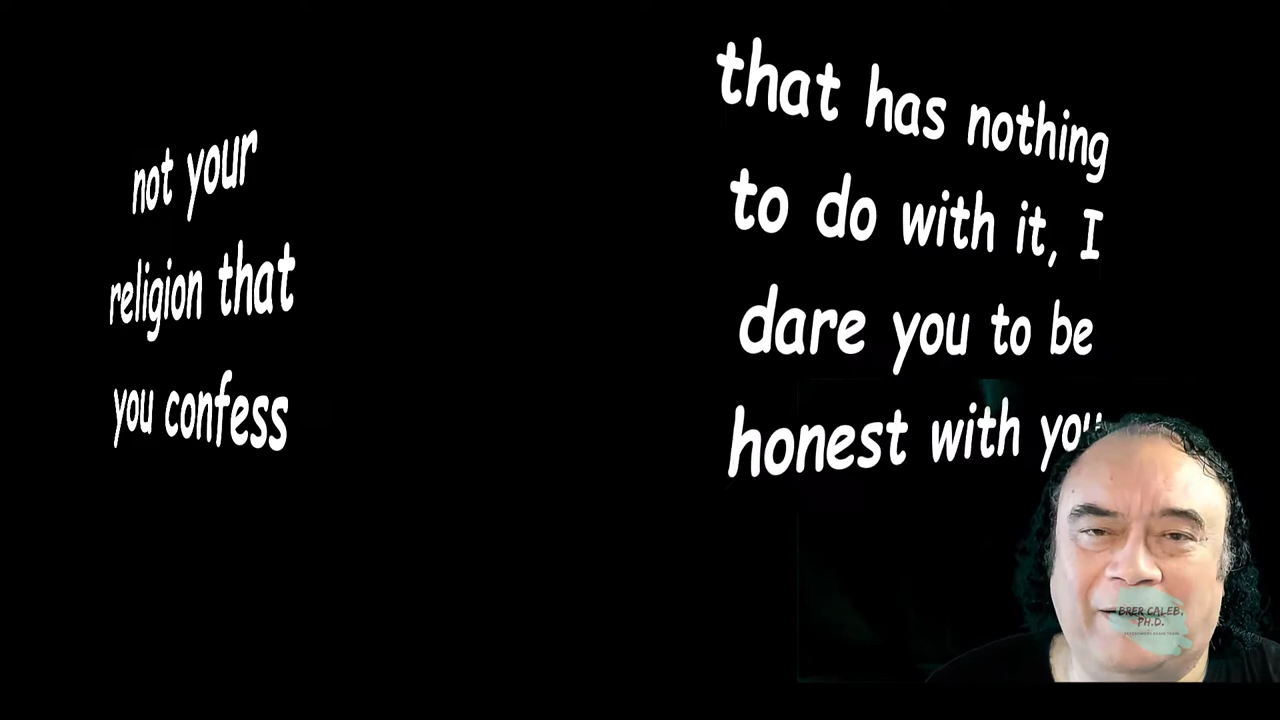 not your
religion that
you confess
that has nothing
to do with it, I
dare you to be
honest with you
BRER CALEB,
PH.D.